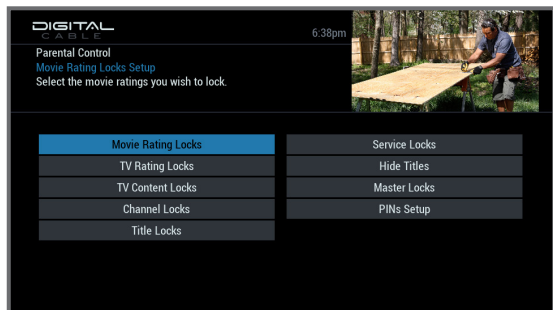 DIGITAL
CABLE
6:38pm
Parental Control
Movie Rating Locks Setup
Select the movie ratings you wish to lock.
Movie Rating Locks
Service Locks
TV Rating Locks
Hide Titles
TV Content Locks
Master Locks
Channel Locks
PINs Setup
Title Locks